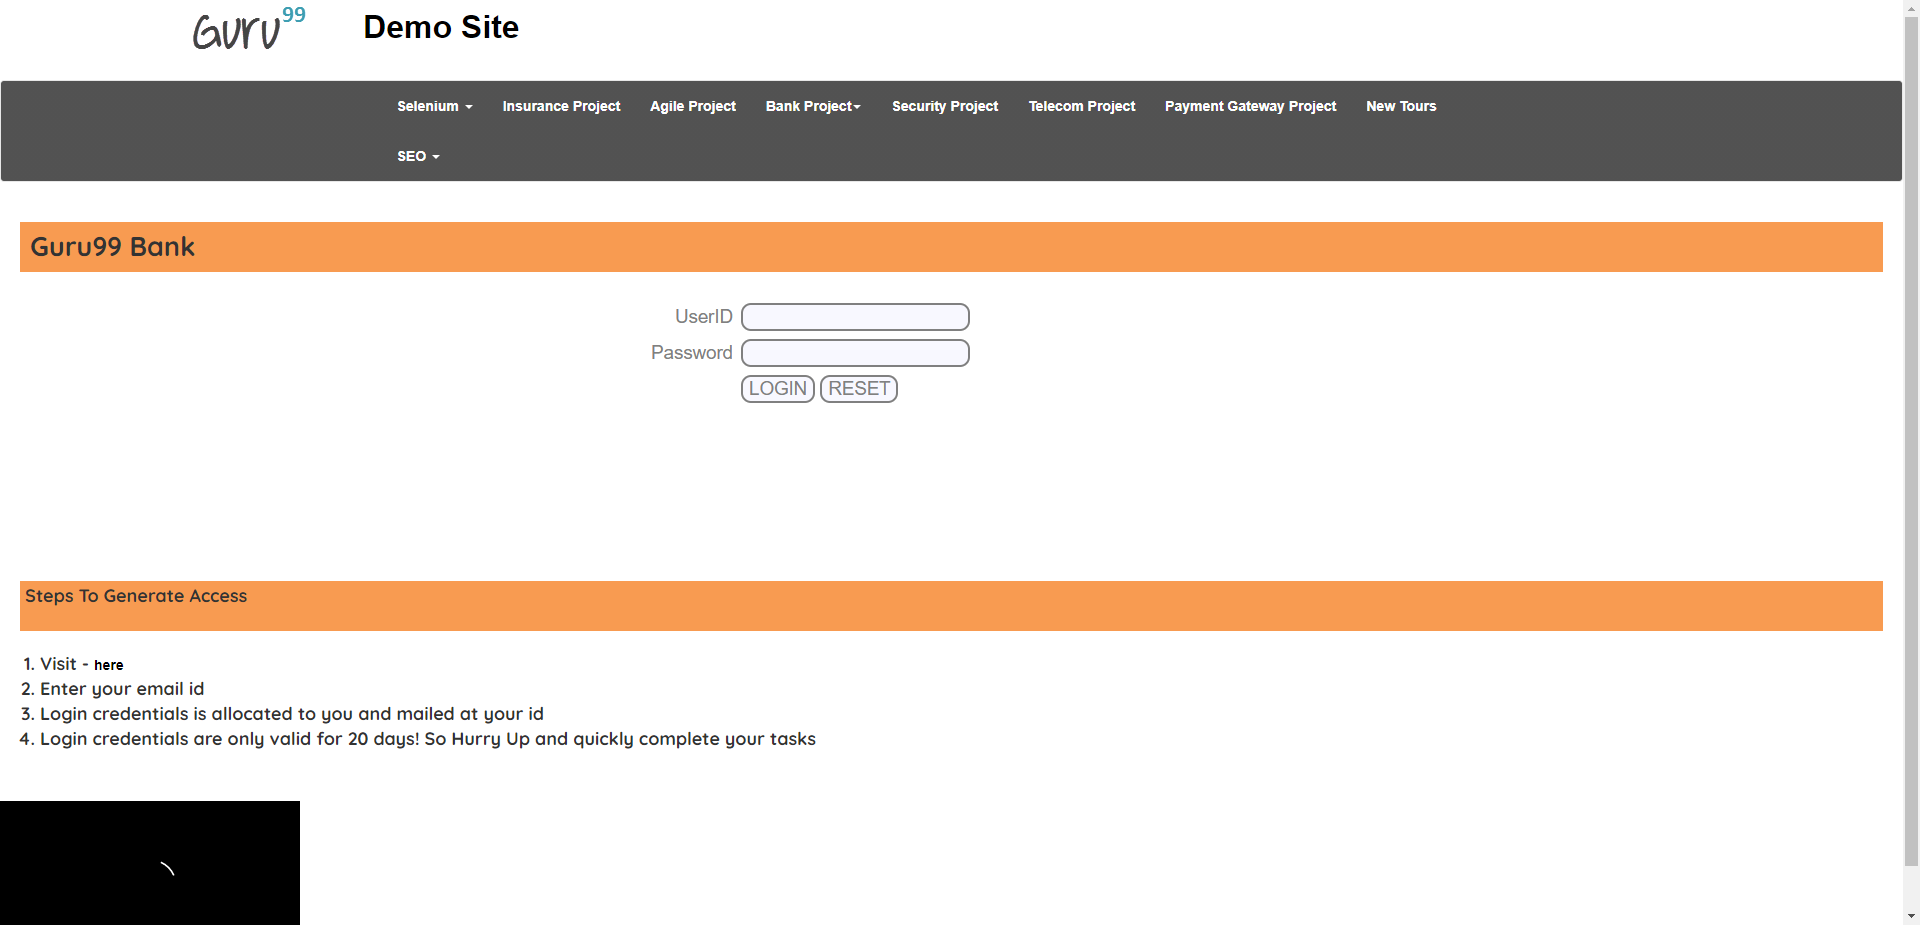 Guru99 Demo Site
Selenium Insurance Project Agile Project Bank Project Security Project Telecom Project Payment Gateway Project New Tours
SEO
Guru99 Bank
UserID
Password
LOGIN RESET
Steps To Generate Access
1. Visit - here
2. Enter your email id
3. Login credentials is allocated to you and mailed at your id
4. Login credentials are only valid for 20 days! So Hurry Up and quickly complete your tasks